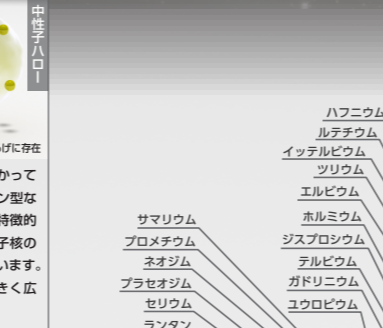 中性子ハロー
げに存在
かって
ン型な
特徴的
子核の
います。
きく広
ハフニウム
ルテチウム
イッテルビウム
ツリウム
エルビウム
ホルミウム
ジスプロシウム
テルビウム
ガドリニウム
ユウロピウム
サマリウム
プロメチウム
ネオジム
プラセオジム
セリウム
ランタン